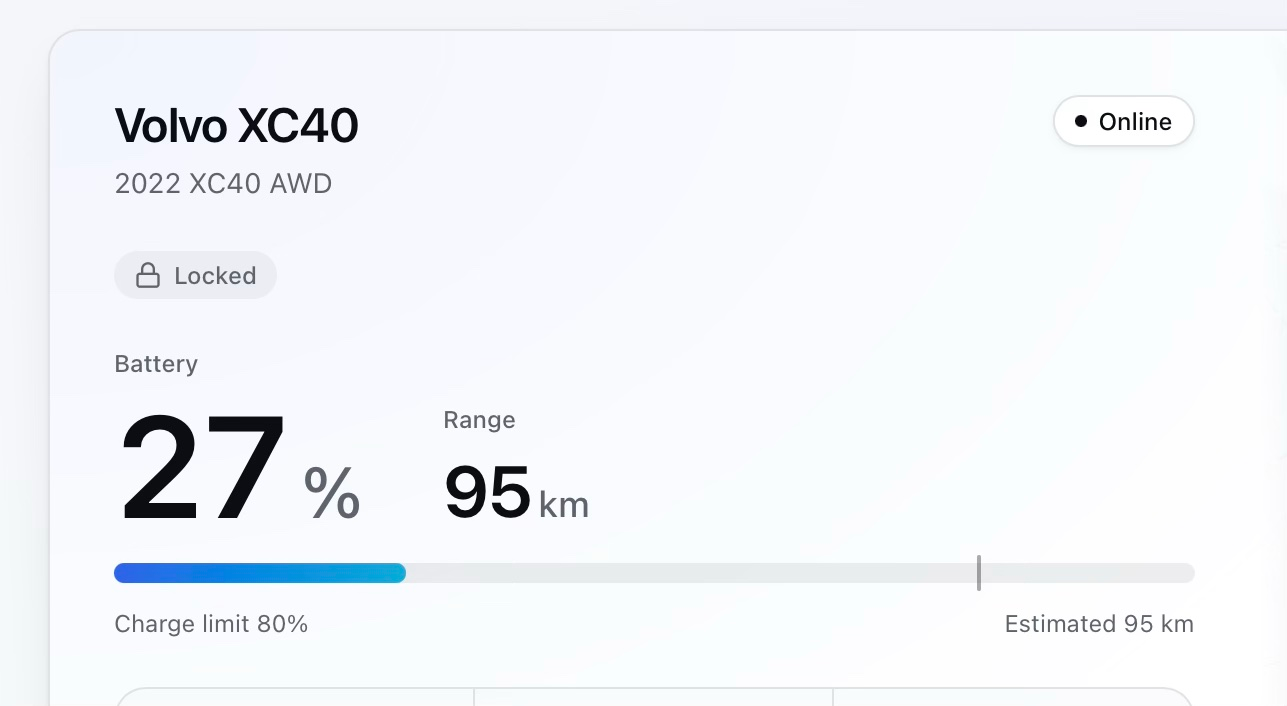 Volvo XC40
Online
2022 XC40 AWD
Locked
Battery
Range
27 %
95 km
Charge limit 80%
Estimated 95 km